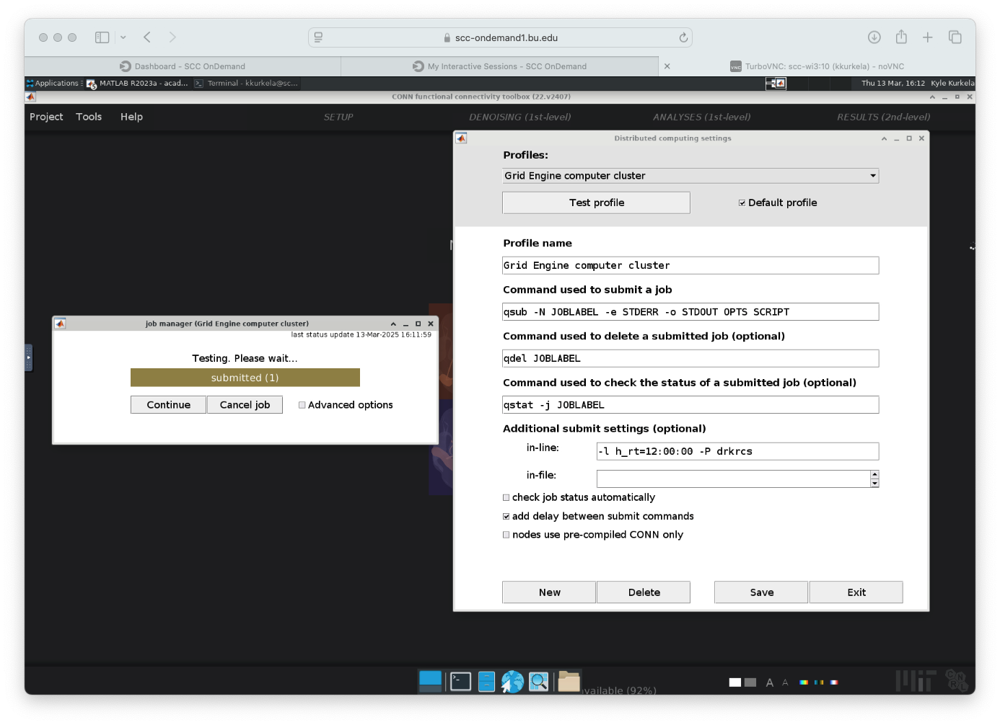 scc-ondemand1.bu.edu
Dashboard - SCC OnDemand
My Interactive Sessions - SCC OnDemand
TurboVNC: scc-wi3:10 (kkurkela) - noVNC
Applications
MATLAB R2023a - acad...
Terminal - kkurkela@sc...
Thu 13 Mar, 16:12 Kyle Kurkela
CONN functional connectivity toolbox (22.v2407)
Project Tools Help
SETUP
DENOISING (1st-level)
ANALYSES (1st-level)
RESULTS (2nd-level)
Distributed computing settings
Profiles:
Grid Engine computer cluster
Test profile
Default profile
Profile name
Grid Engine computer cluster
Command used to submit a job
qsub -N JOBLABEL -e STDERR -o STDOUT OPTS SCRIPT
Command used to delete a submitted job (optional)
qdel JOBLABEL
Command used to check the status of a submitted job (optional)
qstat -j JOBLABEL
Additional submit settings (optional)
in-line:
-l h_rt=12:00:00 -P drkrcs
in-file:
check job status automatically
add delay between submit commands
nodes use pre-compiled CONN only
New
Delete
Save
Exit
job manager (Grid Engine computer cluster)
last status update 13-Mar-2025 16:11:59
Testing. Please wait...
submitted (1)
Continue
Cancel job
Advanced options
vailable (92%)
A A